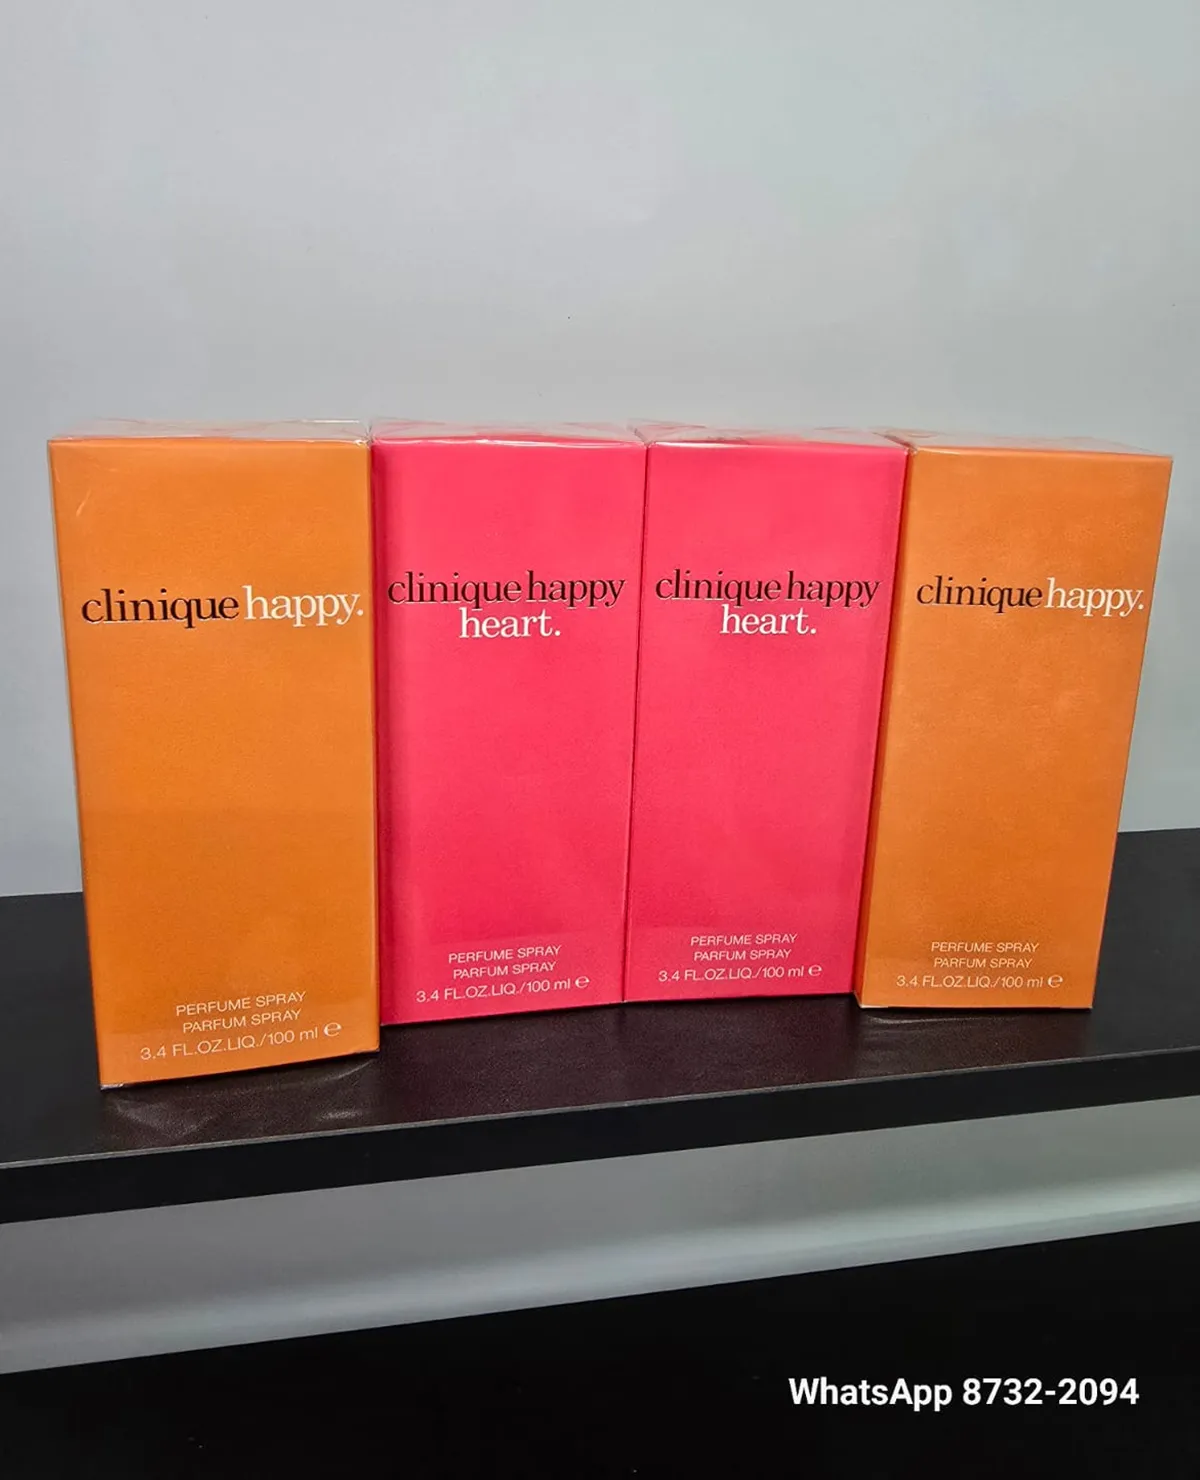 clinique happy.
PERFUME SPRAY
PARFUM SPRAY
3.4 FL.OZ.LIQ./100 ml ℮
clinique happy
heart.
PERFUME SPRAY
PARFUM SPRAY
3.4 FL.OZ.LIQ./100 ml ℮
clinique happy
heart.
PERFUME SPRAY
PARFUM SPRAY
3.4 FL.OZ.LIQ./100 ml ℮
clinique happy.
PERFUME SPRAY
PARFUM SPRAY
3.4 FL.OZ.LIQ./100 ml ℮
WhatsApp 8732-2094